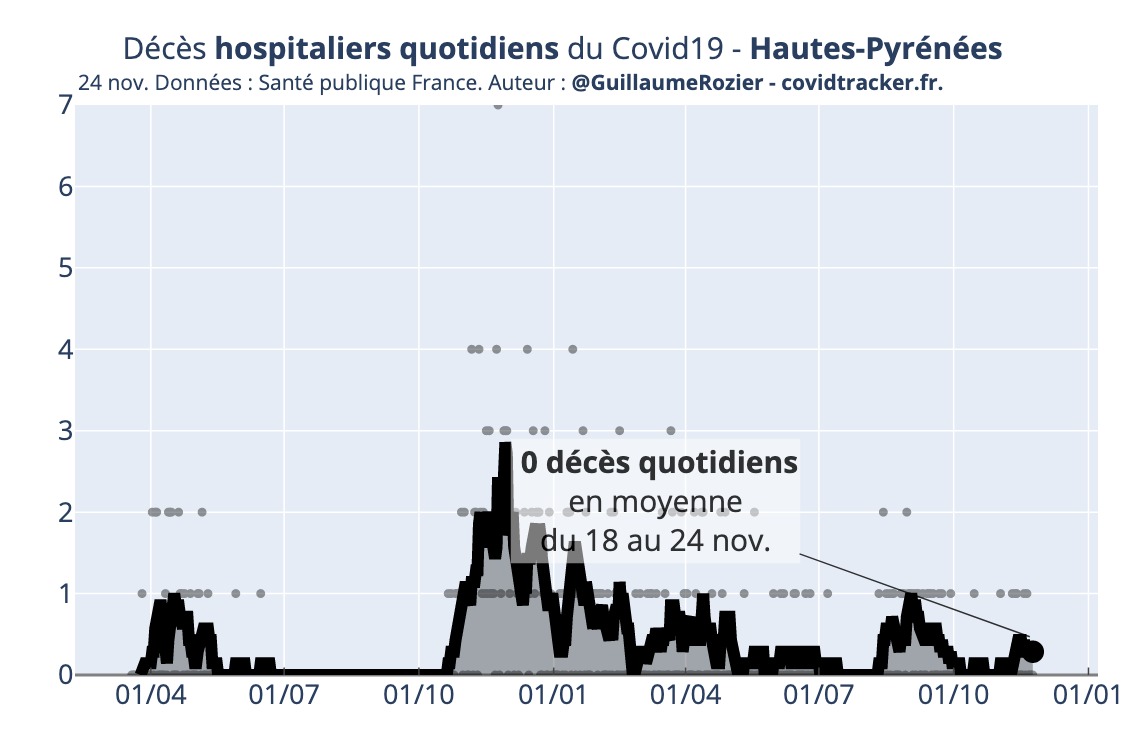 Décès hospitaliers quotidiens du Covid19 - Hautes-Pyrénées
24 nov. Données : Santé publique France. Auteur : @GuillaumeRozier - covidtracker.fr.
7
6
5
4
3
2
1
0
0 décès quotidiens
en moyenne
du 18 au 24 nov.
01/04 01/07 01/10 01/01 01/04 01/07 01/10 01/01